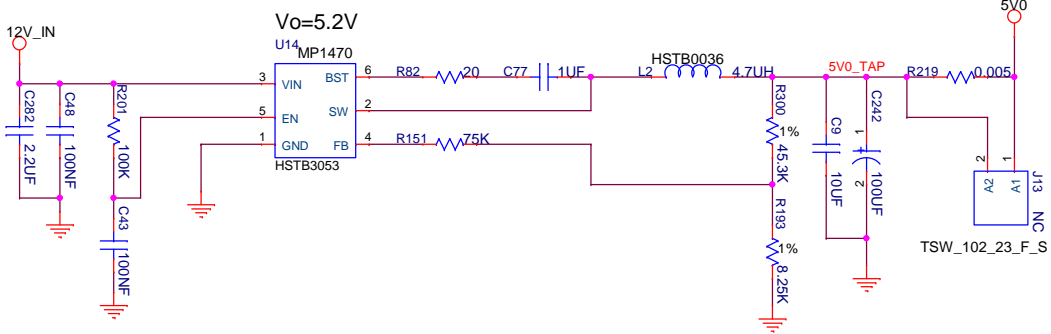 Vo=5.2V
5V0
12V_IN
U14
MP1470
HSTB0036
3
VIN
BST
6
R82
20
C77
1UF
L2
4.7UH
5V0_TAP
R219
0.005
C282
2.2UF
C48
100NF
R201
100K
5
EN
SW
2
1
GND
FB
4
R151
75K
HSTB3053
R300
1%
45.3K
C9
10UF
C242
1
+
2
100UF
2
1
A2
A1
J13
NC
TSW_102_23_F_S
C43
100NF
R193
1%
8.25K